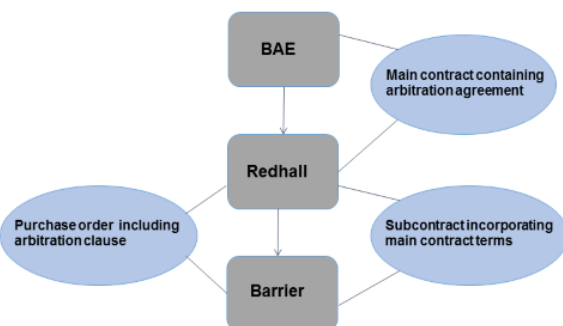 BAE
Main contract containing
arbitration agreement
Redhall
Purchase order including
arbitration clause
Subcontract incorporating
main contract terms
Barrier